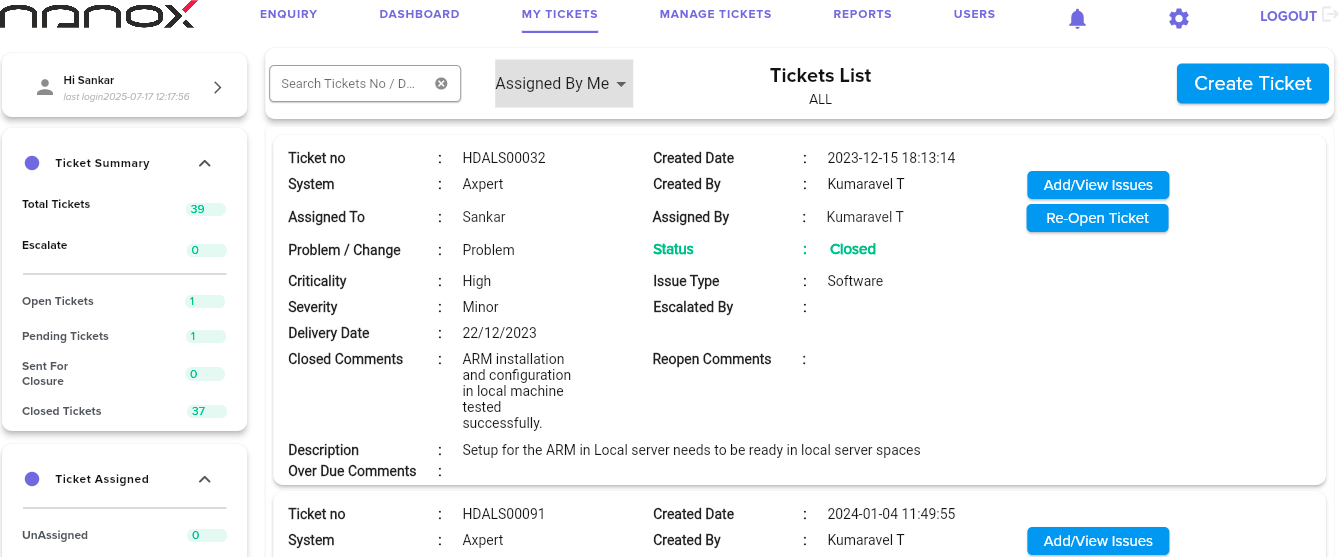 nanox
ENQUIRY DASHBOARD MY TICKETS MANAGE TICKETS REPORTS USERS LOGOUT
Hi Sankar
last login2025-07-17 12:17:56
Ticket Summary
Total Tickets 39
Escalate 0
Open Tickets 1
Pending Tickets 1
Sent For
Closure 0
Closed Tickets 37
Ticket Assigned
UnAssigned 0
Search Tickets No / D... Assigned By Me Tickets List Create Ticket
ALL
Ticket no : HDALS00032 Created Date : 2023-12-15 18:13:14
System : Axpert Created By : Kumaravel T Add/View Issues
Assigned To : Sankar Assigned By : Kumaravel T Re-Open Ticket
Problem / Change : Problem Status : Closed
Criticality : High Issue Type : Software
Severity : Minor Escalated By :
Delivery Date : 22/12/2023
Closed Comments : ARM installation Reopen Comments :
and configuration
in local machine
tested
successfully.
Description : Setup for the ARM in Local server needs to be ready in local server spaces
Over Due Comments :
Ticket no : HDALS00091 Created Date : 2024-01-04 11:49:55
System : Axpert Created By : Kumaravel T Add/View Issues